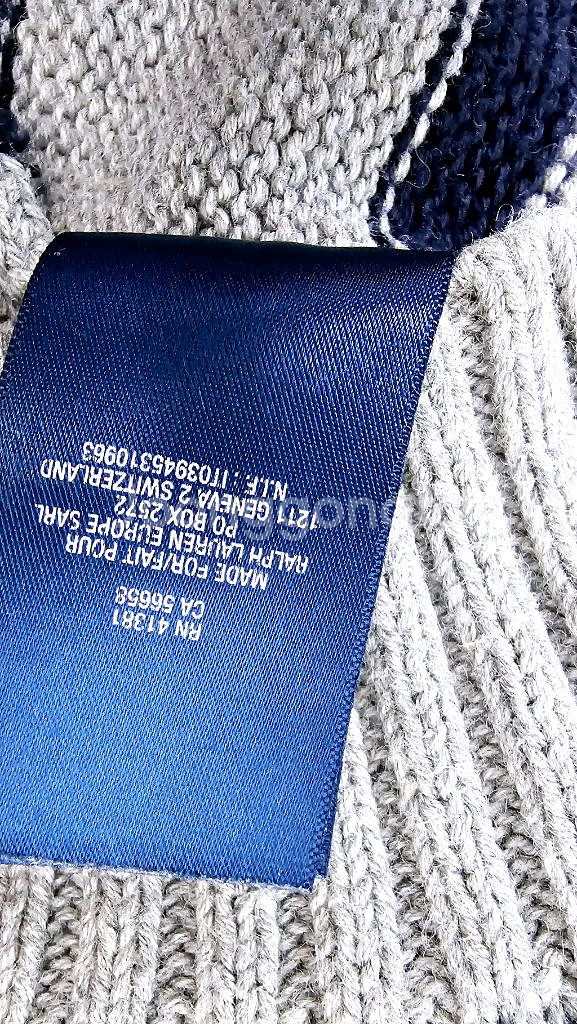 RN 41381
CA 56658
MADE FOR/FAIT POUR
RALPH LAUREN EUROPE SARL
PO BOX 2572
1211 GENEVA 2 SWITZERLAND
N.I.F. IT03945310963